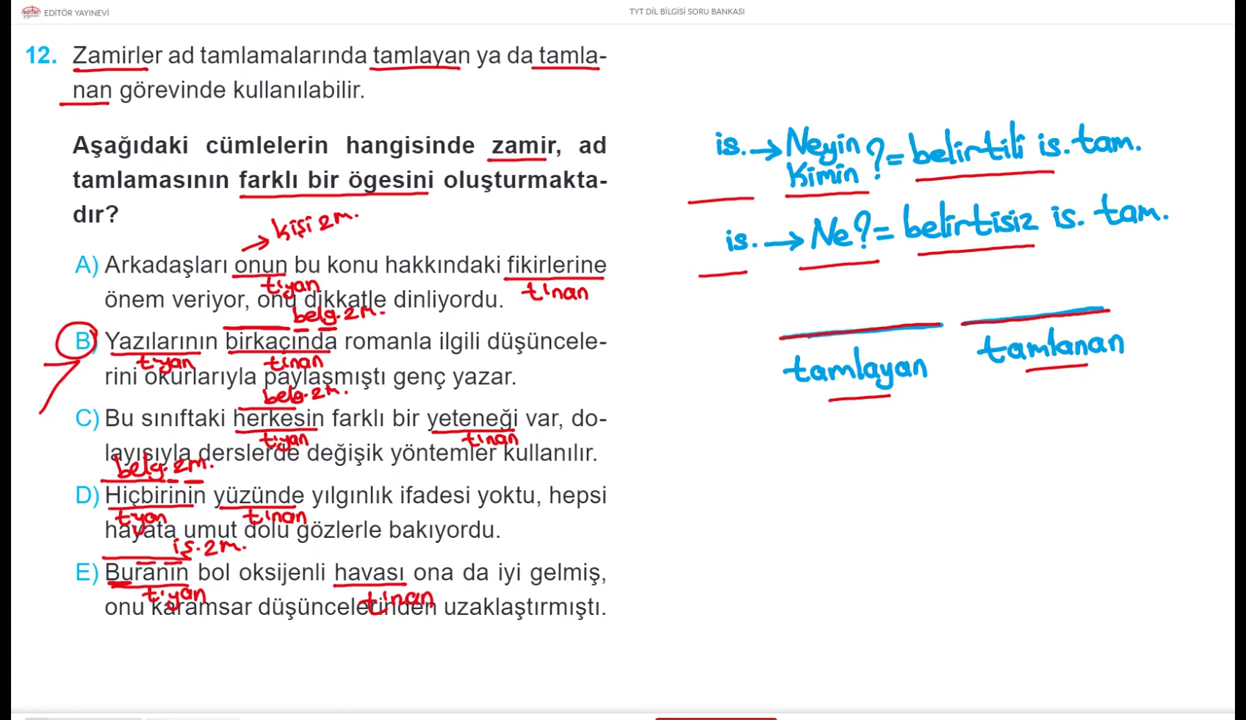 EDİTÖR YAYINEVİ
TYT DİL BİLGİSİ SORU BANKASI
12. Zamirler ad tamlamalarında tamlayan ya da tamla-
nan görevinde kullanılabilir.
Aşağıdaki cümlelerin hangisinde zamir, ad
tamlamasının farklı bir ögesini oluşturmakta-
dır?
kişi zm.
A) Arkadaşları onun bu konu hakkındaki fikirlerine
t.yan
t.nan
önem veriyor, onu dikkatle dinliyordu.
belg. zm.
B) Yazılarının birkaçında romanla ilgili düşüncele-
t.yan
t.nan
rini okurlarıyla paylaşmıştı genç yazar.
belg. zm.
C) Bu sınıftaki herkesin farklı bir yeteneği var, do-
t.yan
t.nan
layısıyla derslerde değişik yöntemler kullanılır.
belg. zm.
D) Hiçbirinin yüzünde yılgınlık ifadesi yoktu, hepsi
t.yan
t.nan
hayata umut dolu gözlerle bakıyordu.
iş. zm.
E) Buranın bol oksijenli havası ona da iyi gelmiş,
t.yan
t.nan
onu karamsar düşüncelerinden uzaklaştırmıştı.
is. → Neyin ? = belirtili is. tam.
Kimin
is. → Ne? = belirtisiz is. tam.
tamlayan tamlanan